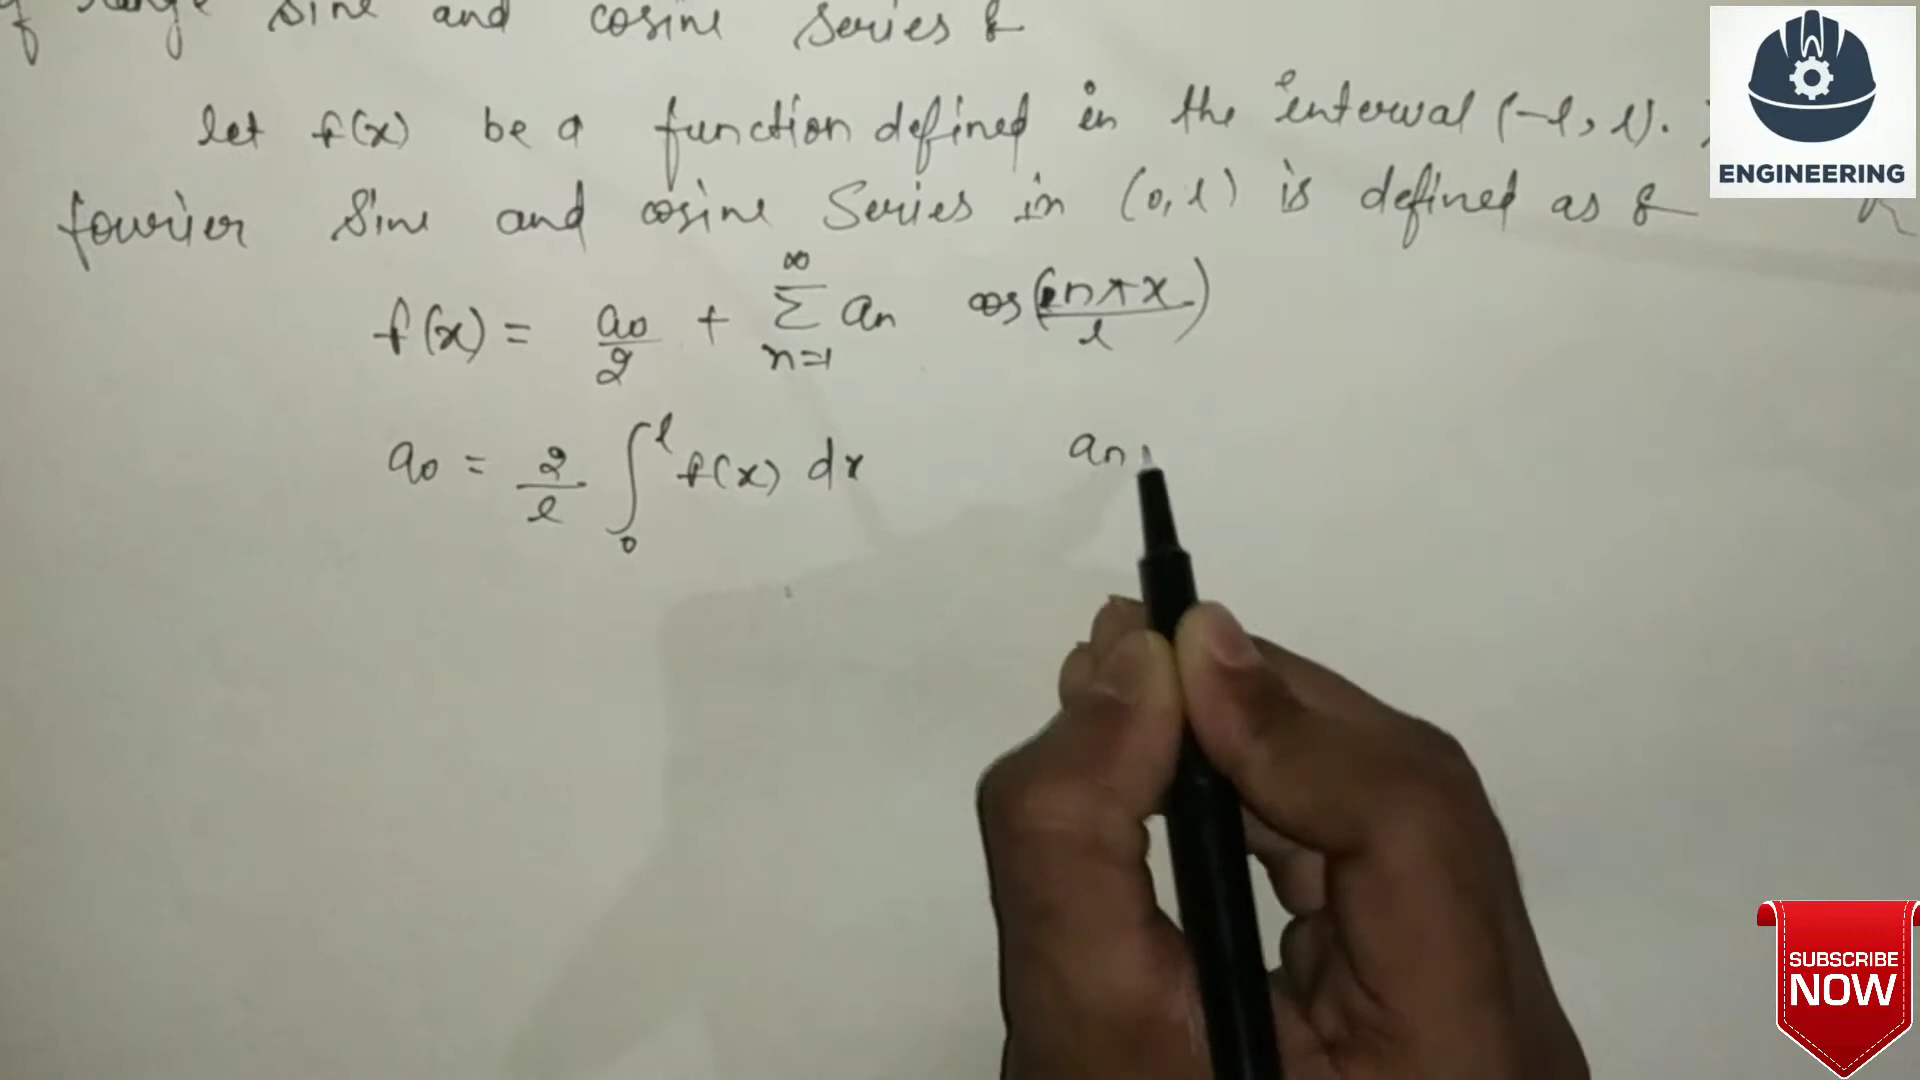 range sine and cosine series
let f(x) be a function defined in the interval (-l, l).
fourier Sine and cosine Series in (0, l) is defined as
f(x) = a0/2 + ∞ Σ n=1 an cos(nπx/l)
a0 = 2/l ∫0^l f(x) dx an
ENGINEERING
SUBSCRIBE
NOW